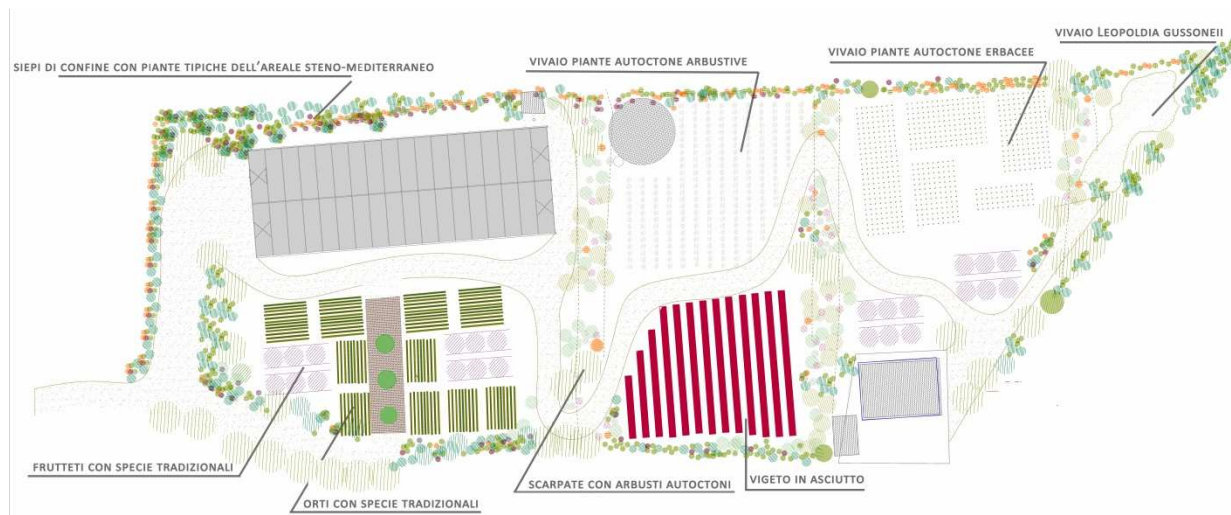 VIVAIO LEOPOLDIA GUSSONEII
VIVAIO PIANTE AUTOCTONE ERBACEE
SIEPI DI CONFINE CON PIANTE TIPICHE DELL'AREALE STENO-MEDITERRANEO
VIVAIO PIANTE AUTOCTONE ARBUSTIVE
FRUTTETI CON SPECIE TRADIZIONALI
ORTI CON SPECIE TRADIZIONALI
SCARPATE CON ARBUSTI AUTOCTONI
VIGETO IN ASCIUTTO